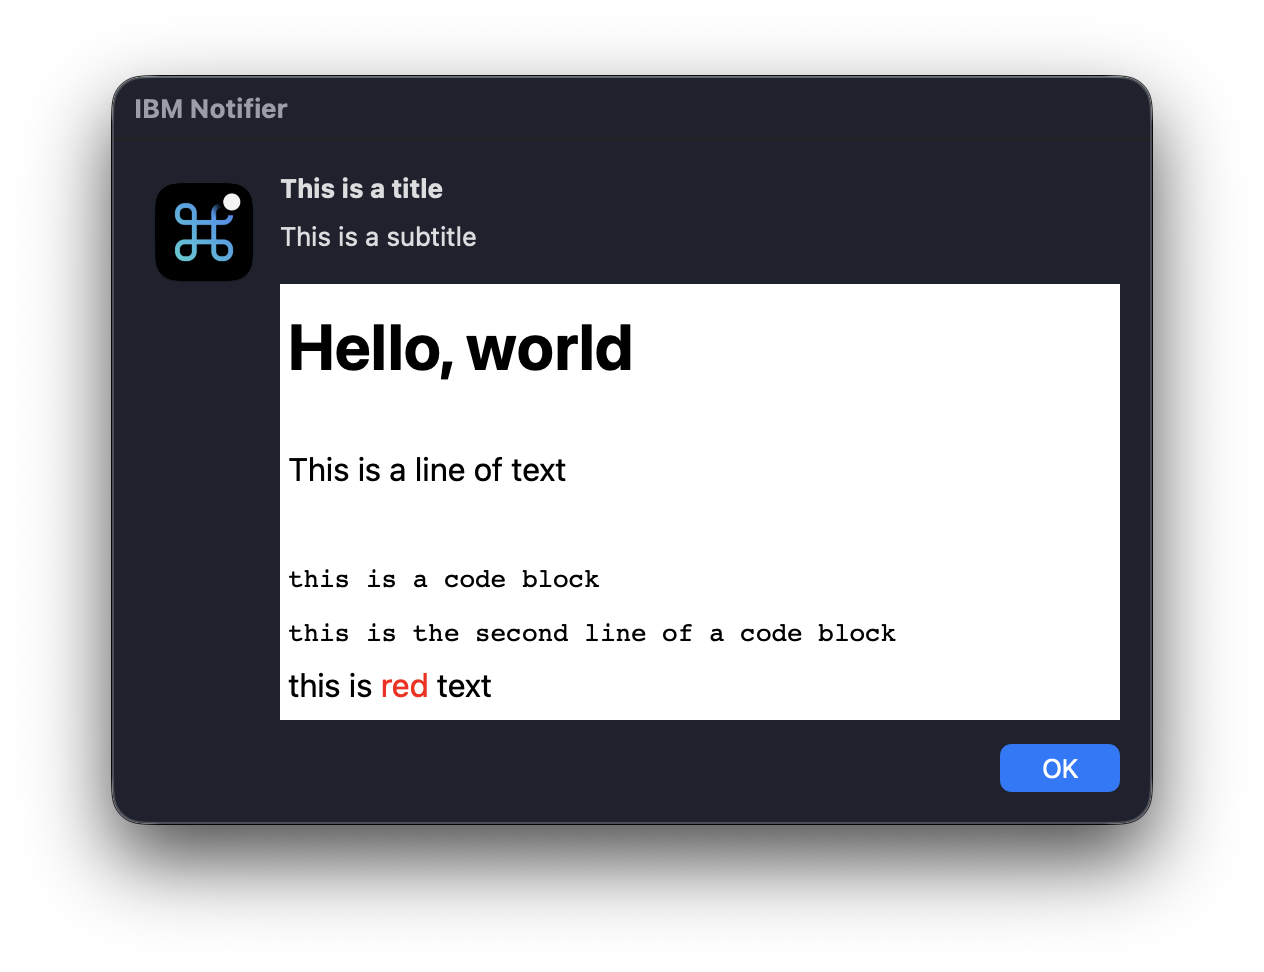 IBM Notifier
This is a title
This is a subtitle
Hello, world
This is a line of text
this is a code block
this is the second line of a code block
this is red text
OK